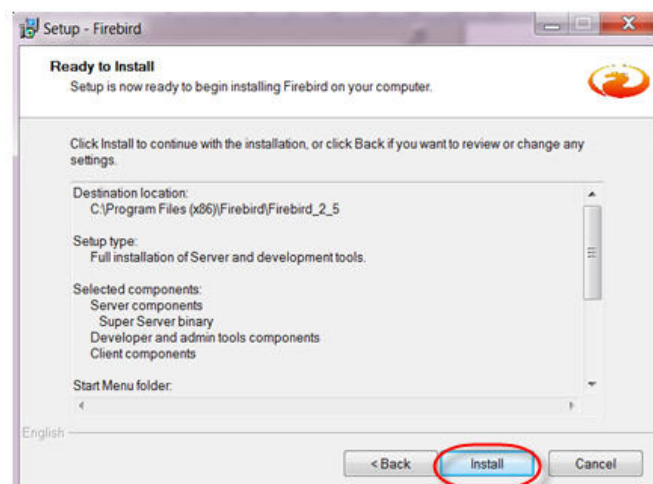 Setup - Firebird
Ready to Install
Setup is now ready to begin installing Firebird on your computer.
Click Install to continue with the installation, or click Back if you want to review or change any
settings.
Destination location:
C:\Program Files (x86)\Firebird\Firebird_2_5
Setup type:
Full installation of Server and development tools.
Selected components:
Server components
Super Server binary
Developer and admin tools components
Client components
Start Menu folder:
English
< Back Install Cancel